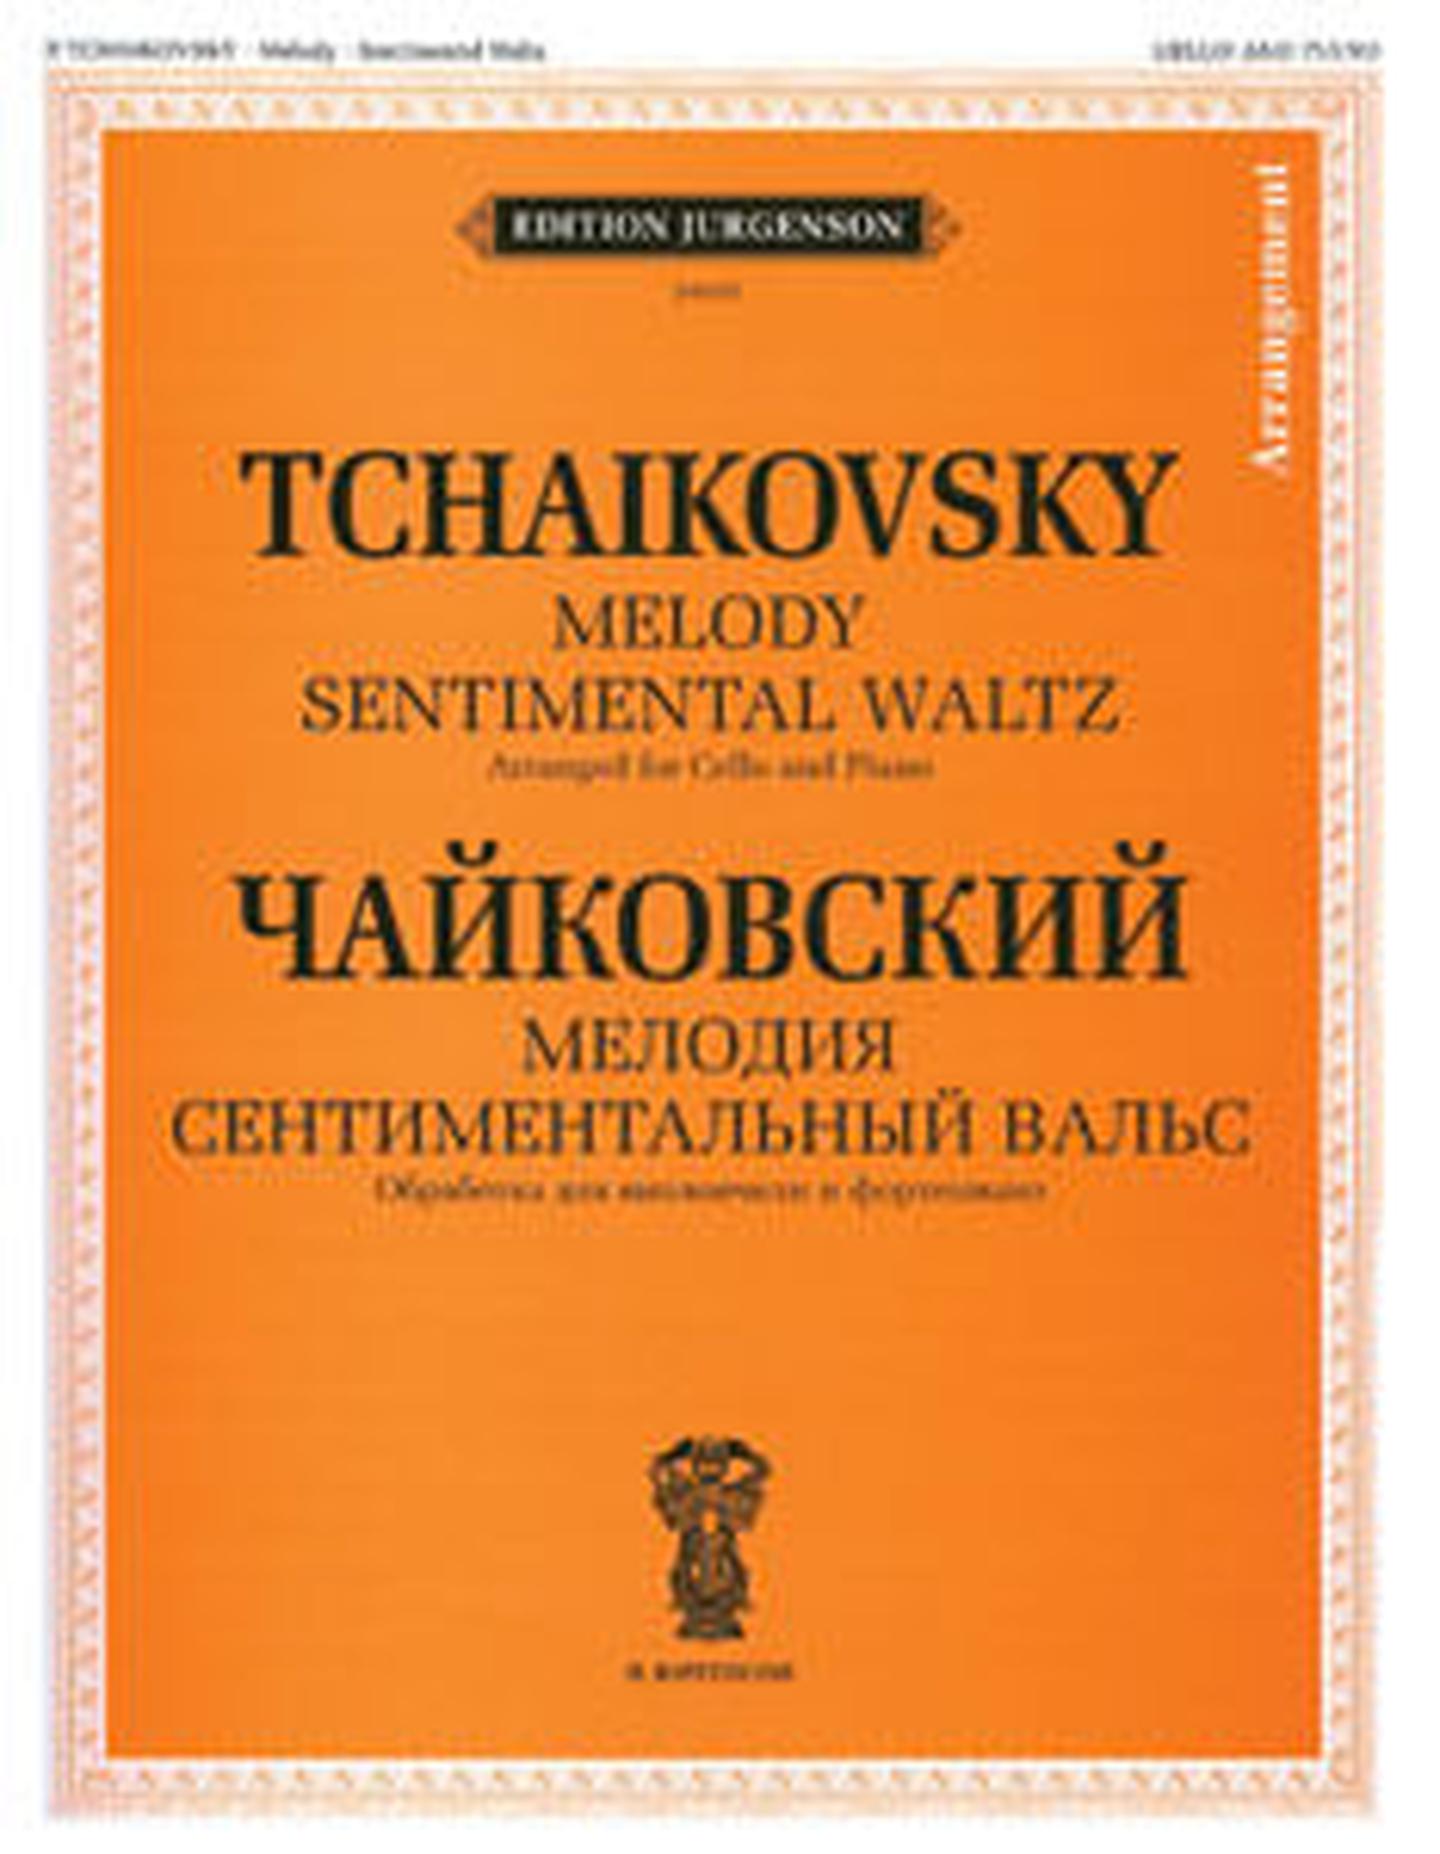 P. TCHAIKOVSKY - Melody - Sentimental Waltz
CELLO AND PIANO
EDITION JURGENSON
Arrangement
TCHAIKOVSKY
MELODY
SENTIMENTAL WALTZ
Arranged for Cello and Piano
ЧАЙКОВСКИЙ
МЕЛОДИЯ
СЕНТИМЕНТАЛЬНЫЙ ВАЛЬС
Обработка для виолончели и фортепиано